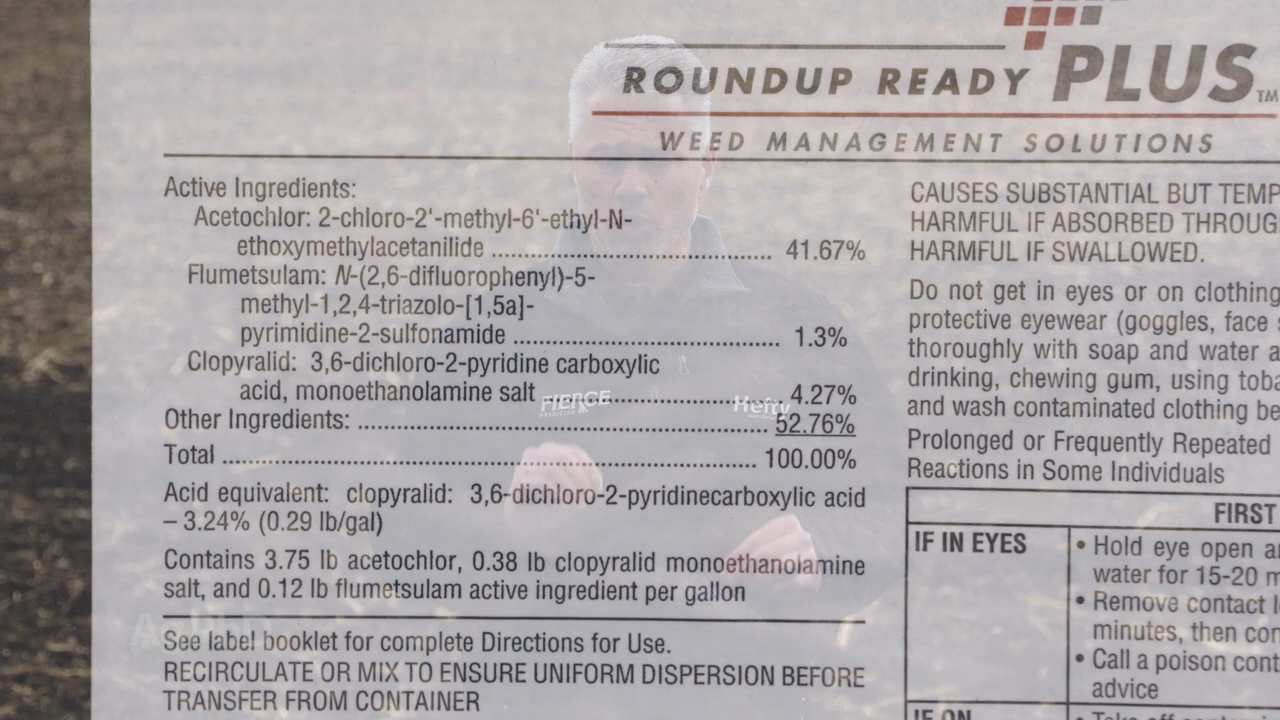 ROUNDUP READY PLUS TM
WEED MANAGEMENT SOLUTIONS
Active Ingredients:
Acetochlor: 2-chloro-2'-methyl-6'-ethyl-N-
ethoxymethylacetanilide ........................................ 41.67%
Flumetsulam: N-(2,6-difluorophenyl)-5-
methyl-1,2,4-triazolo-[1,5a]-
pyrimidine-2-sulfonamide ...................................... 1.3%
Clopyralid: 3,6-dichloro-2-pyridine carboxylic
acid, monoethanolamine salt .................................... 4.27%
Other Ingredients: ............................................................ 52.76%
Total ................................................................................ 100.00%
Acid equivalent: clopyralid: 3,6-dichloro-2-pyridinecarboxylic acid
– 3.24% (0.29 lb/gal)
Contains 3.75 lb acetochlor, 0.38 lb clopyralid monoethanolamine
salt, and 0.12 lb flumetsulam active ingredient per gallon
See label booklet for complete Directions for Use.
RECIRCULATE OR MIX TO ENSURE UNIFORM DISPERSION BEFORE
TRANSFER FROM CONTAINER
CAUSES SUBSTANTIAL BUT TEMP
HARMFUL IF ABSORBED THROUG
HARMFUL IF SWALLOWED.
Do not get in eyes or on clothing
protective eyewear (goggles, face
thoroughly with soap and water a
drinking, chewing gum, using toba
and wash contaminated clothing be
Prolonged or Frequently Repeated
Reactions in Some Individuals
FIRST
IF IN EYES
• Hold eye open a
water for 15-20 m
• Remove contact l
minutes, then con
• Call a poison cont
advice
IF ON
FIERCE
Hefty
Ag PhD